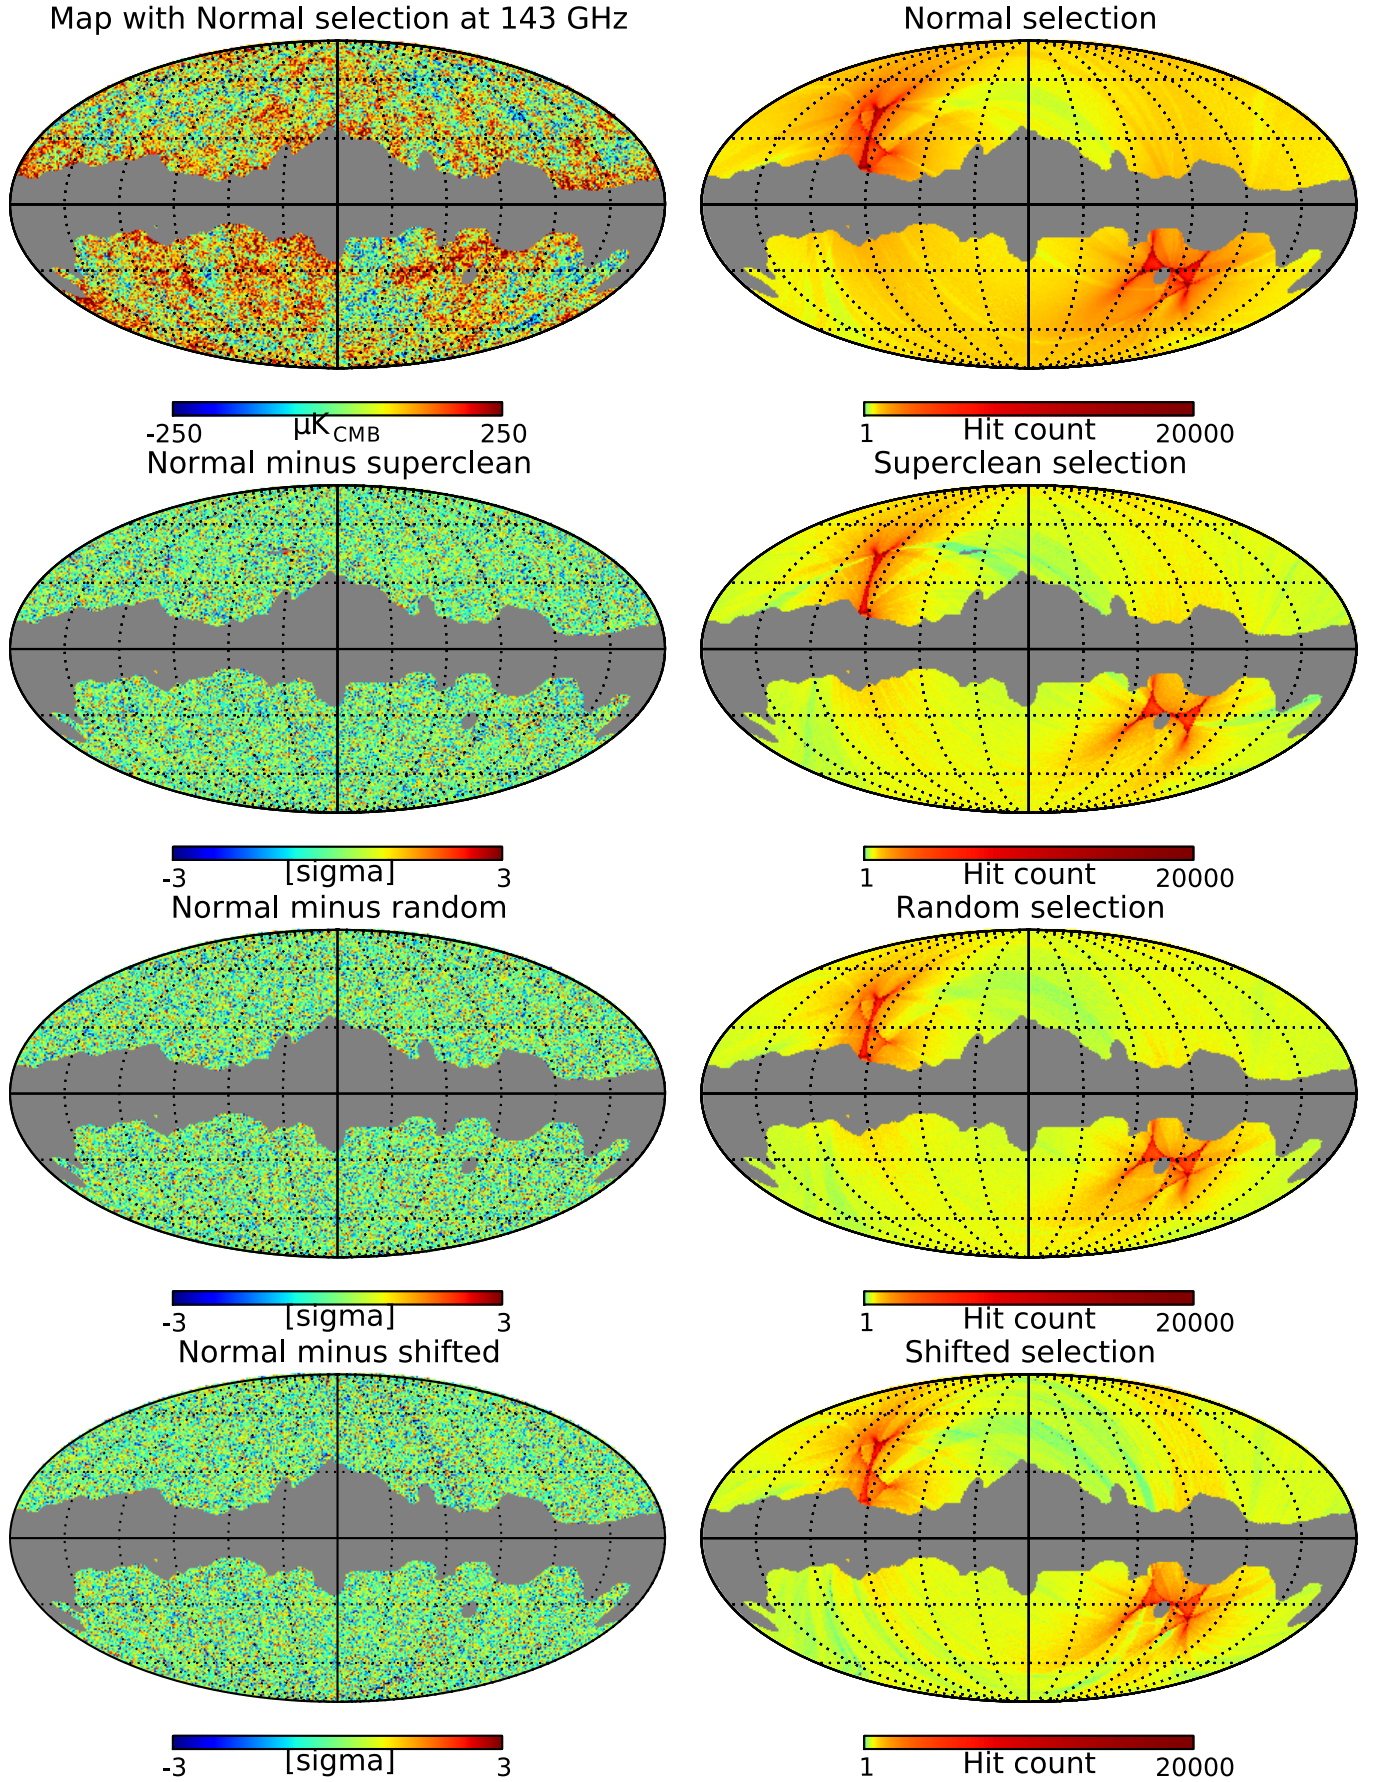 Map with Normal selection at 143 GHz
Normal selection
-250 μK_CMB 250
1 Hit count 20000
Normal minus superclean
Superclean selection
-3 [sigma] 3
1 Hit count 20000
Normal minus random
Random selection
-3 [sigma] 3
1 Hit count 20000
Normal minus shifted
Shifted selection
-3 [sigma] 3
1 Hit count 20000